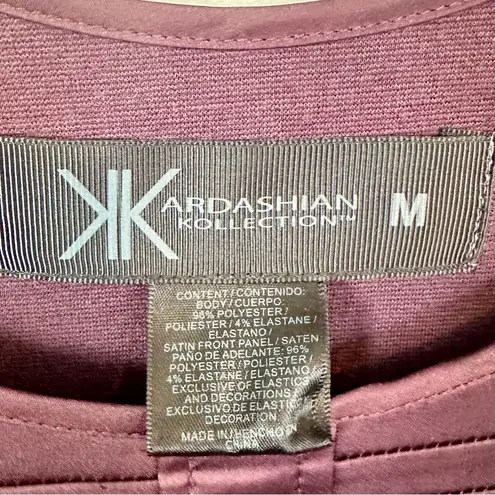 KARDASHIAN M
KOLLECTION™
CONTENT/CONTENIDO:
BODY/CUERPO:
96% POLYESTER/
POLIESTER/4% ELASTANE/
ELASTANO/
SATIN FRONT PANEL/SATEN
PAÑO DE ADELANTE: 96%
POLYESTER/POLIESTER/
4% ELASTANE/ELASTANO
EXCLUSIVE OF ELASTICS
AND DECORATIONS/
EXCLUSIVO DE ELASTIC
DECORATION
MADE IN/HENCHO
CHINA